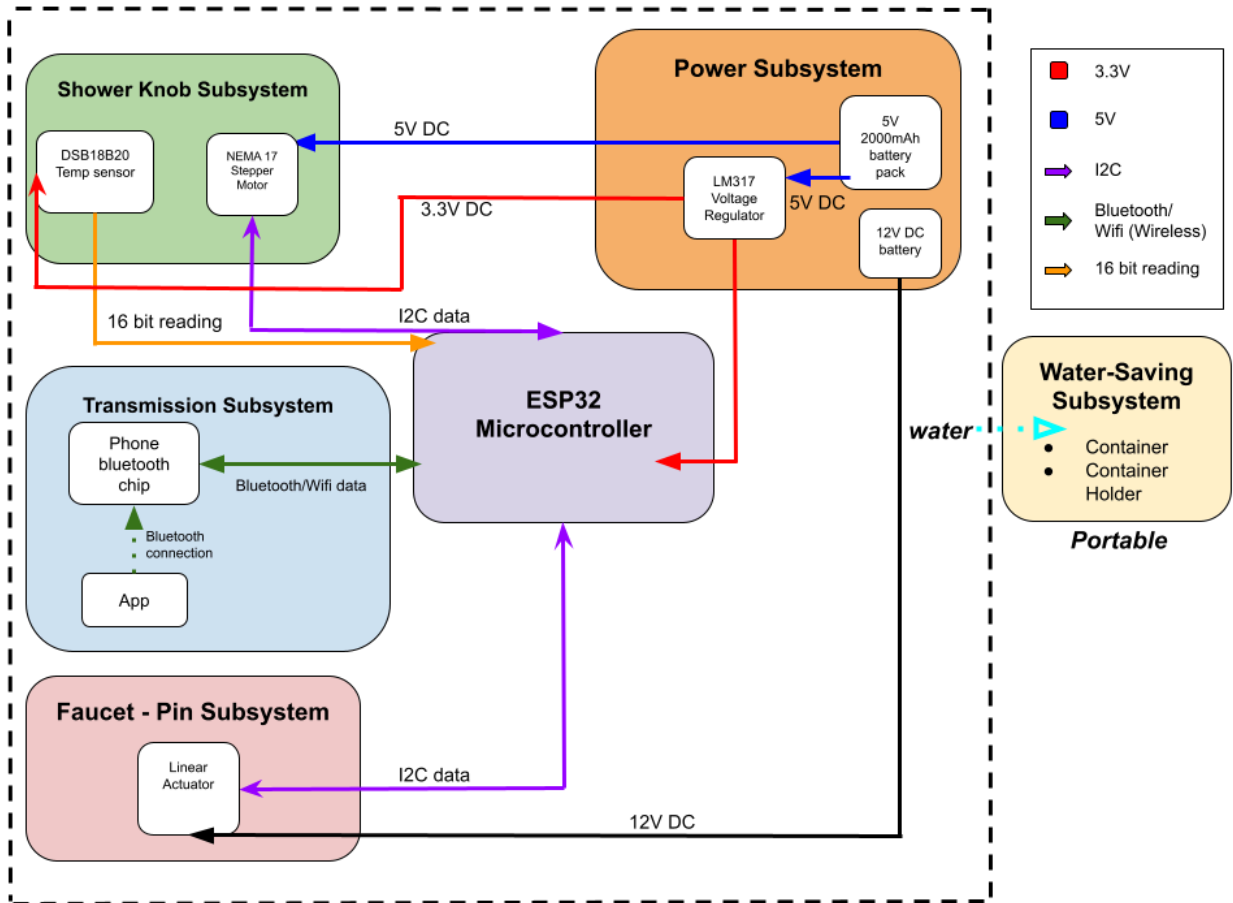 Shower Knob Subsystem
DSB18B20
Temp sensor
NEMA 17
Stepper
Motor
5V DC
Power Subsystem
5V
2000mAh
battery
pack
LM317
Voltage
Regulator
5V DC
12V DC
battery
3.3V DC
16 bit reading
I2C data
ESP32
Microcontroller
Transmission Subsystem
Phone
bluetooth
chip
Bluetooth/Wifi data
Bluetooth
connection
App
Faucet - Pin Subsystem
Linear
Actuator
I2C data
12V DC
3.3V
5V
I2C
Bluetooth/
Wifi (Wireless)
16 bit reading
water
Water-Saving
Subsystem
● Container
● Container
Holder
Portable